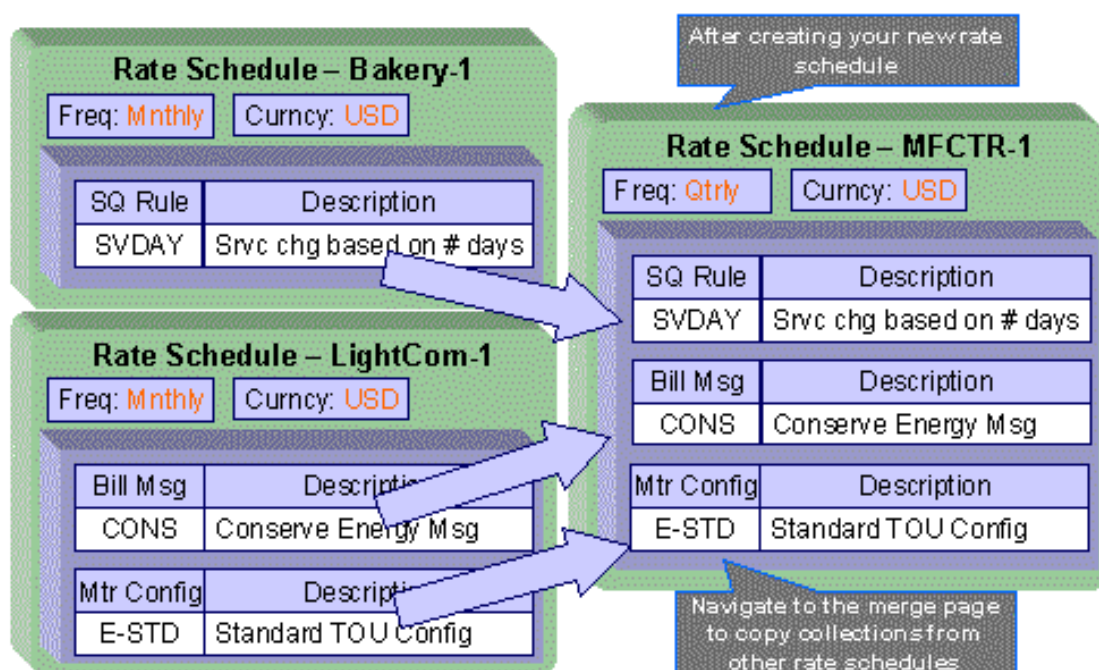 Rate Schedule – Bakery-1
Freq: Mnthly Curncy: USD
SQ Rule Description
SVDAY Srvc chg based on # days
Rate Schedule – LightCom-1
Freq: Mnthly Curncy: USD
Bill Msg Descriptio
CONS Conserve Energy Msg
Mtr Config Descriptio
E-STD Standard TOU Config
After creating your new rate
schedule
Rate Schedule – MFCTR-1
Freq: Qtrly Curncy: USD
SQ Rule Description
SVDAY Srvc chg based on # days
Bill Msg Description
CONS Conserve Energy Msg
Mtr Config Description
E-STD Standard TOU Config
Navigate to the merge page
to copy collections from
other rate schedules